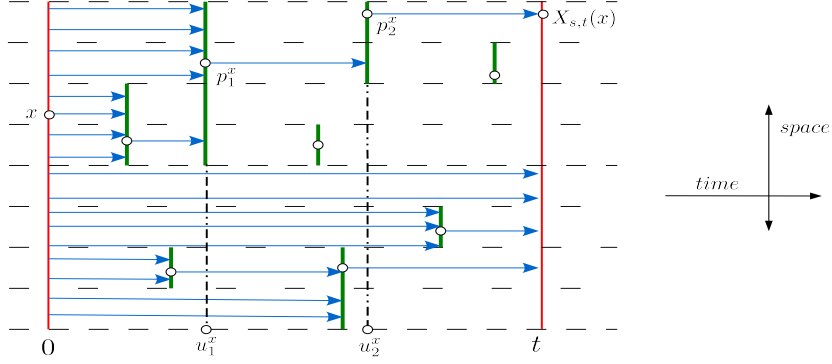 $X_{s,t}(x)$
$p_2^x$
$p_1^x$
$x$
space
time
0
$u_1^x$
$u_2^x$
$t$